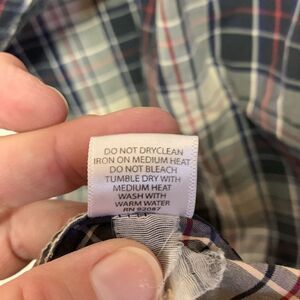 DO NOT DRYCLEAN
IRON ON MEDIUM HEAT
DO NOT BLEACH
TUMBLE DRY WITH
MEDIUM HEAT
WASH WITH
WARM WATER
RN 92087